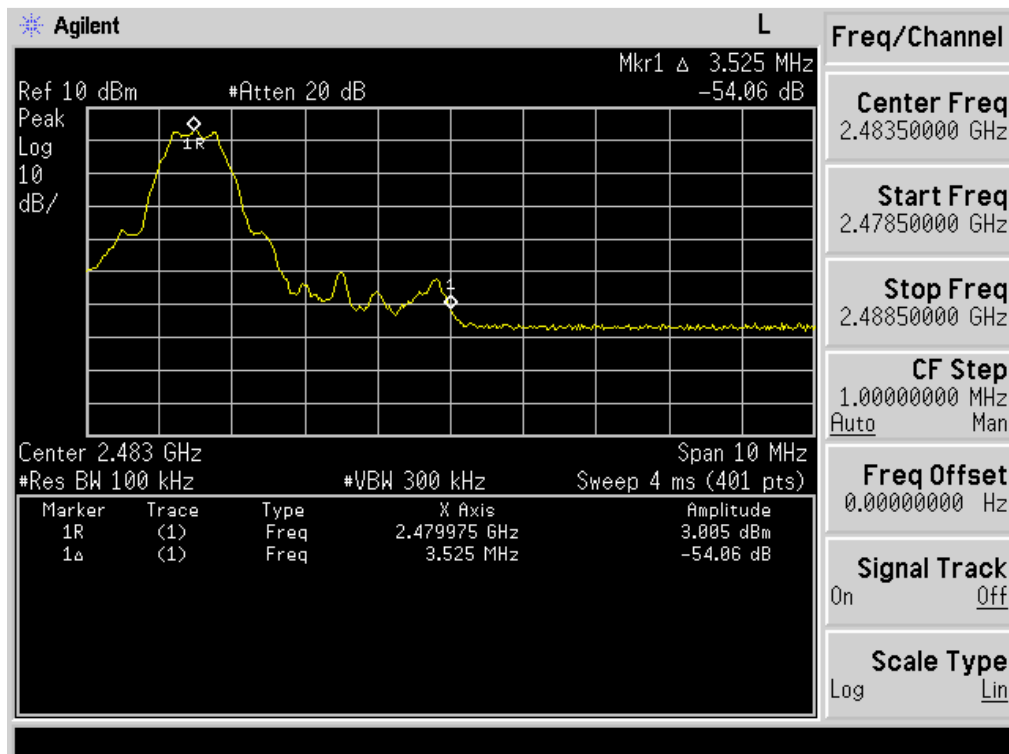 Agilent
L
Mkr1 Δ 3.525 MHz
Ref 10 dBm #Atten 20 dB -54.06 dB
Peak
Log
10
dB/
1R
1
Center 2.483 GHz Span 10 MHz
#Res BW 100 kHz #VBW 300 kHz Sweep 4 ms (401 pts)
Marker Trace Type X Axis Amplitude
1R (1) Freq 2.479975 GHz 3.005 dBm
1Δ (1) Freq 3.525 MHz -54.06 dB
Freq/Channel
Center Freq
2.48350000 GHz
Start Freq
2.47850000 GHz
Stop Freq
2.48850000 GHz
CF Step
1.00000000 MHz
Auto Man
Freq Offset
0.00000000 Hz
Signal Track
On Off
Scale Type
Log Lin